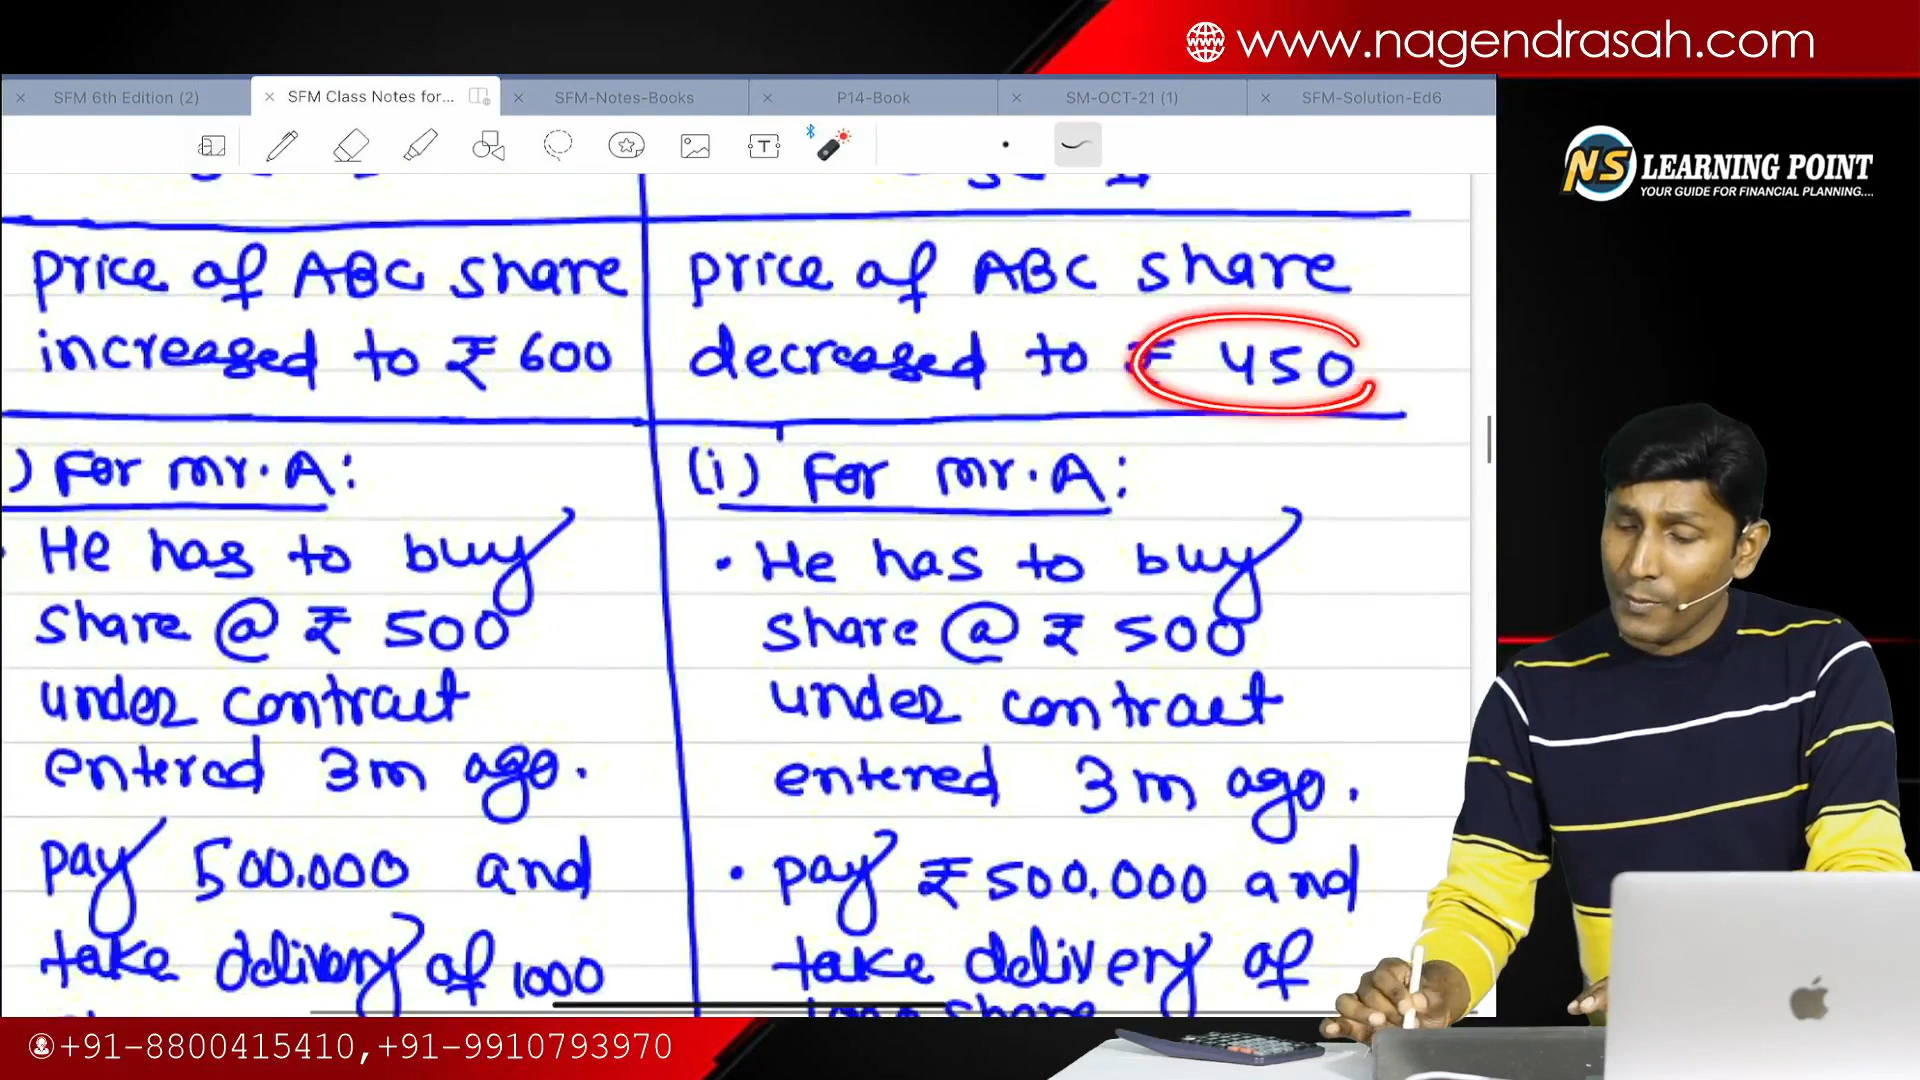 www.nagendrasah.com
SFM 6th Edition (2)
SFM Class Notes for...
SFM-Notes-Books
P14-Book
SM-OCT-21 (1)
SFM-Solution-Ed6
NS LEARNING POINT
YOUR GUIDE FOR FINANCIAL PLANNING....
price of ABC share
increased to ₹ 600
) For Mr. A:
He has to buy
share @ ₹ 500
under contract
entered 3m ago.
pay 500.000 and
take delivery of 1000
price of ABC share
decreased to ₹ 450
(i) For Mr. A:
• He has to buy
share @ ₹ 500
under contract
entered 3m ago.
• pay ₹ 500.000 and
take delivery of
share
+91-8800415410,+91-9910793970